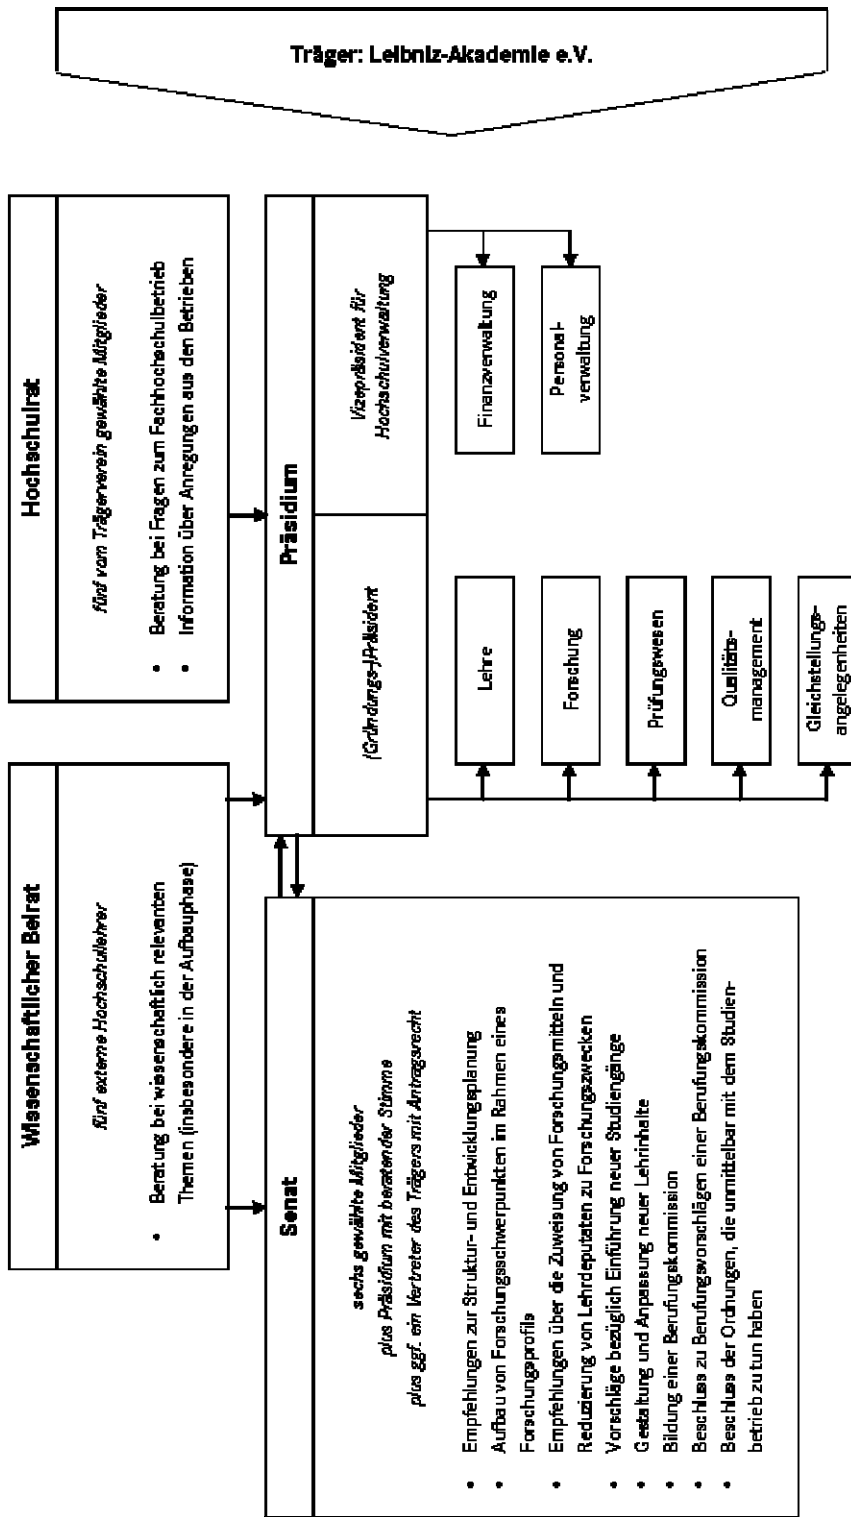 Träger: Leibniz-Akademie e.V.
Wissenschaftlicher Beirat
fünf externe Hochschullehrer
• Beratung bei wissenschaftlich relevanten
Themen (insbesondere in der Aufbauphase)
Hochschulrat
fünf vom Trägerverein gewählte Mitglieder
• Beratung bei Fragen zum Fachhochschulbetrieb
• Information über Anregungen aus den Betrieben
Senat
sechs gewählte Mitglieder
plus Präsidium mit beratender Stimme
plus ggf. ein Vertreter des Trägers mit Antragsrecht
• Empfehlungen zur Struktur- und Entwicklungsplanung
• Aufbau von Forschungsschwerpunkten im Rahmen eines
Forschungsprofils
• Empfehlungen über die Zuweisung von Forschungsmitteln und
Reduzierung von Lehrdeputaten zu Forschungszwecken
• Vorschläge bezüglich Einführung neuer Studiengänge
• Gestaltung und Anpassung neuer Lehrinhalte
• Bildung einer Berufungskommission
• Beschluss zu Berufungsvorschlägen einer Berufungskommission
• Beschluss der Ordnungen, die unmittelbar mit dem Studien-
betrieb zu tun haben
Präsidium
(Gründungs-)Präsident
Vizepräsident für
Hochschulverwaltung
Lehre
Forschung
Prüfungswesen
Qualitäts-
management
Gleichstellungs-
angelegenheiten
Finanzverwaltung
Personal-
verwaltung